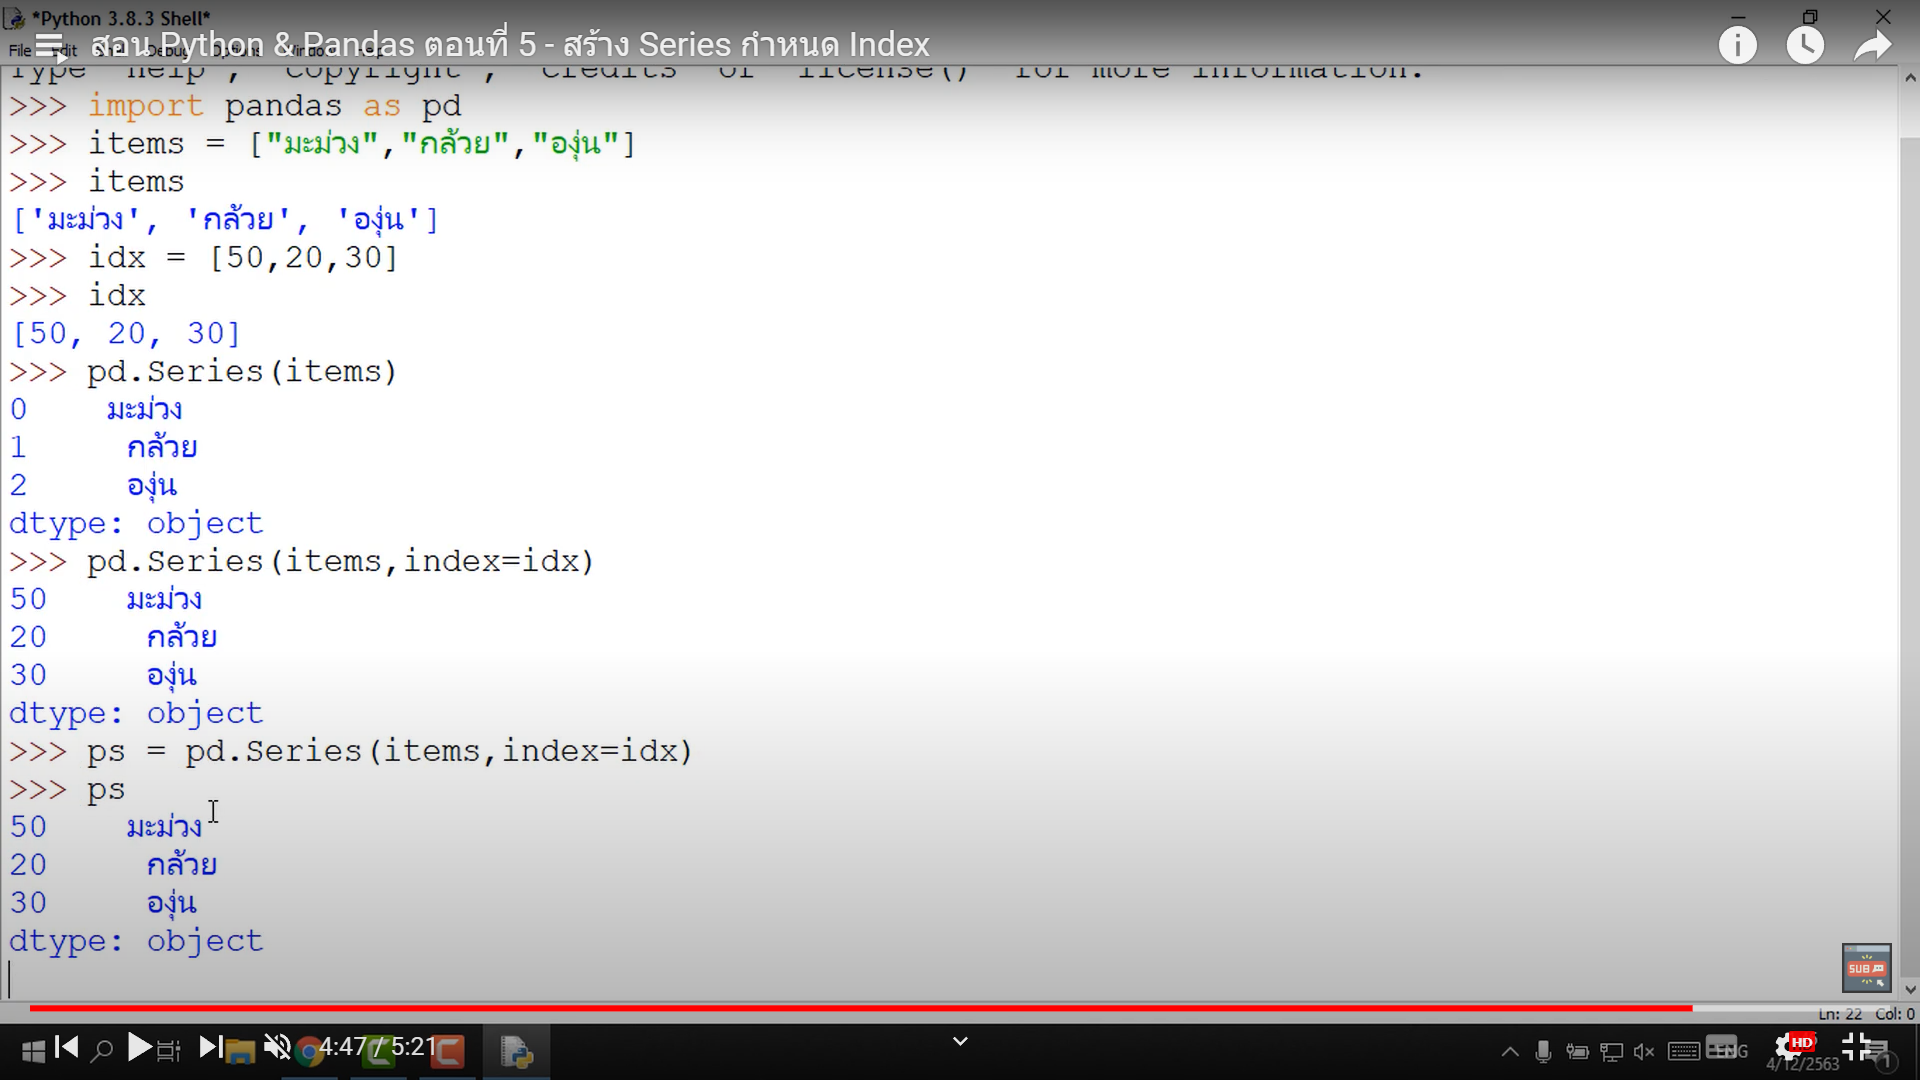 *Python 3.8.3 Shell*
File Edit
สอน Python & Pandas ตอนที่ 5 - สร้าง Series กำหนด Index
Type "help", "copyright", "credits" or "license()" for more information.
>>> import pandas as pd
>>> items = ["มะม่วง","กล้วย","องุ่น"]
>>> items
['มะม่วง', 'กล้วย', 'องุ่น']
>>> idx = [50,20,30]
>>> idx
[50, 20, 30]
>>> pd.Series(items)
0    มะม่วง
1     กล้วย
2     องุ่น
dtype: object
>>> pd.Series(items,index=idx)
50    มะม่วง
20     กล้วย
30     องุ่น
dtype: object
>>> ps = pd.Series(items,index=idx)
>>> ps
50    มะม่วง
20     กล้วย
30     องุ่น
dtype: object
SUB
Ln: 22 Col: 0
4:47 / 5:21
ENG
HD
4/12/2563
1